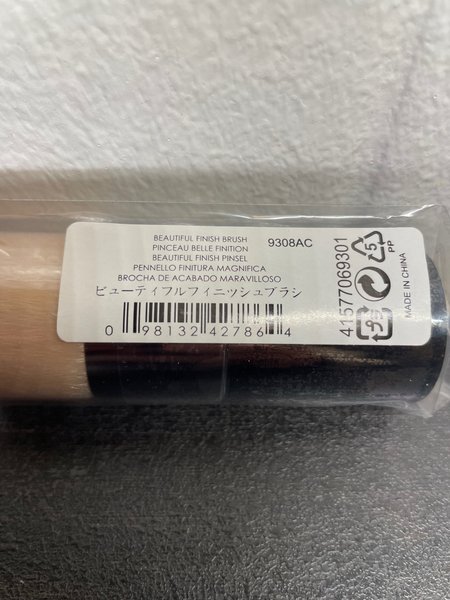 BEAUTIFUL FINISH BRUSH
PINCEAU BELLE FINITION
BEAUTIFUL FINISH PINSEL
PENNELLO FINITURA MAGNIFICA
BROCHA DE ACABADO MARAVILLOSO
ビューティフルフィニッシュブラシ
9308AC
0 98132 42786 4
41577069301
5
PP
MADE IN CHINA